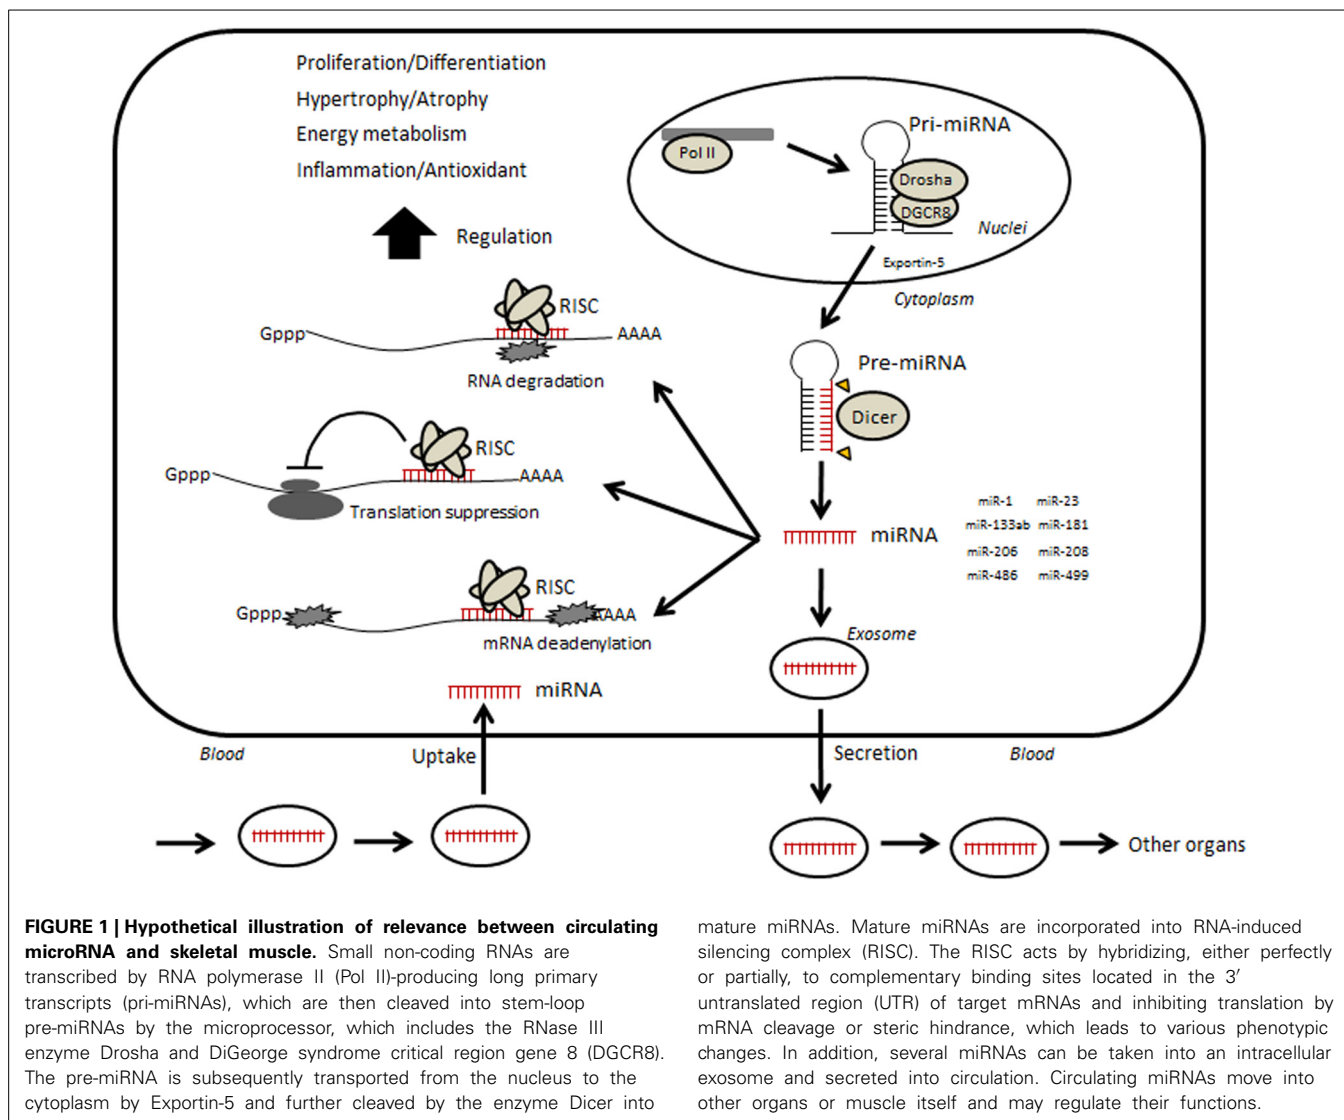 Proliferation/Differentiation
Hypertrophy/Atrophy
Energy metabolism
Inflammation/Antioxidant
Regulation
Pol II
Pri-miRNA
Drosha
DGCR8
Nuclei
Exportin-5
Cytoplasm
Gppp
RISC
AAAA
RNA degradation
Pre-miRNA
Dicer
Gppp
RISC
AAAA
Translation suppression
miRNA
miR-1 miR-23
miR-133ab miR-181
miR-206 miR-208
miR-486 miR-499
Gppp
RISC
AAAA
mRNA deadenylation
Exosome
miRNA
Blood
Uptake
Secretion
Blood
Other organs
FIGURE 1 | Hypothetical illustration of relevance between circulating
microRNA and skeletal muscle. Small non-coding RNAs are
transcribed by RNA polymerase II (Pol II)-producing long primary
transcripts (pri-miRNAs), which are then cleaved into stem-loop
pre-miRNAs by the microprocessor, which includes the RNase III
enzyme Drosha and DiGeorge syndrome critical region gene 8 (DGCR8).
The pre-miRNA is subsequently transported from the nucleus to the
cytoplasm by Exportin-5 and further cleaved by the enzyme Dicer into
mature miRNAs. Mature miRNAs are incorporated into RNA-induced
silencing complex (RISC). The RISC acts by hybridizing, either perfectly
or partially, to complementary binding sites located in the 3′
untranslated region (UTR) of target mRNAs and inhibiting translation by
mRNA cleavage or steric hindrance, which leads to various phenotypic
changes. In addition, several miRNAs can be taken into an intracellular
exosome and secreted into circulation. Circulating miRNAs move into
other organs or muscle itself and may regulate their functions.